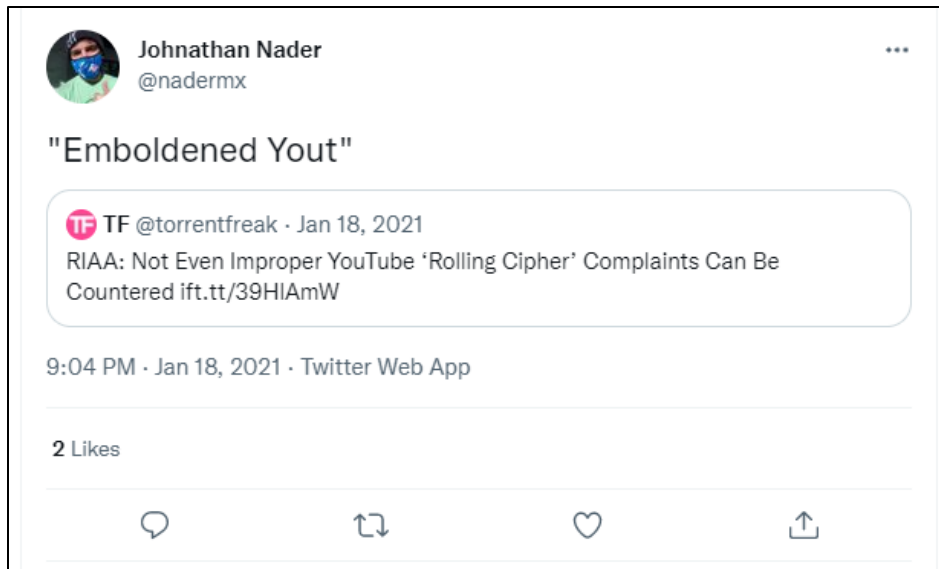 Johnathan Nader
@nadermx
"Emboldened Yout"
TF TF @torrentfreak · Jan 18, 2021
RIAA: Not Even Improper YouTube ‘Rolling Cipher’ Complaints Can Be
Countered ift.tt/39HlAmW
9:04 PM · Jan 18, 2021 · Twitter Web App
2 Likes